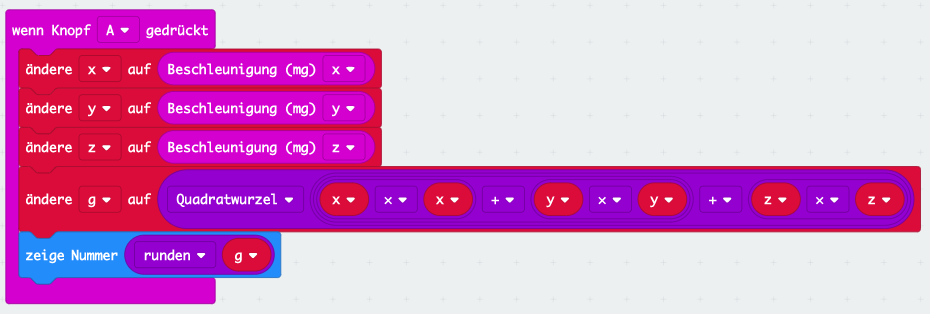 wenn Knopf A gedrückt
ändere x auf Beschleunigung (mg) x
ändere y auf Beschleunigung (mg) y
ändere z auf Beschleunigung (mg) z
ändere g auf Quadratwurzel x × x + y × y + z × z
zeige Nummer runden g